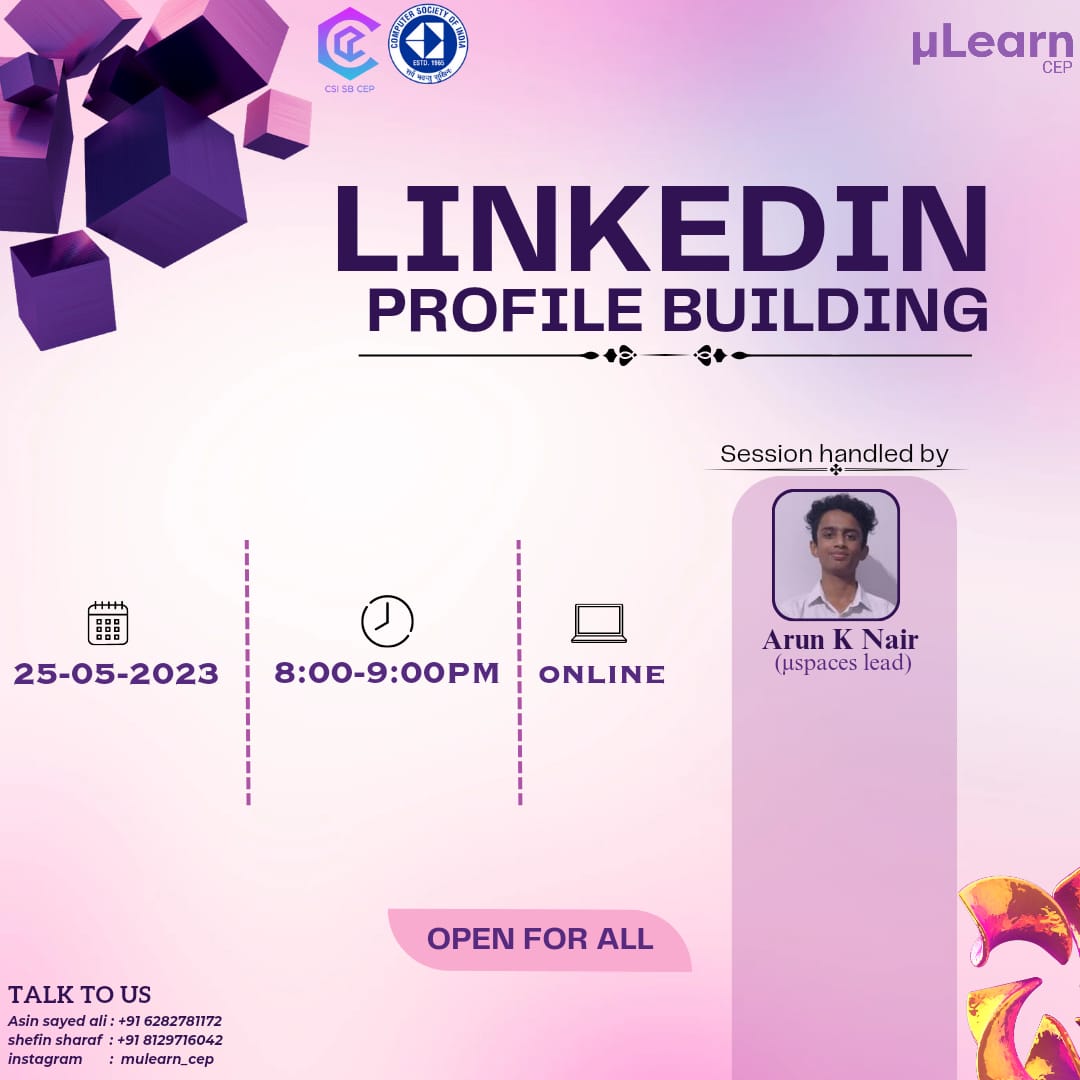 CSI SB CEP
COMPUTER SOCIETY OF INDIA
ESTD. 1965
सर्वे भवन्तु सुखिनः
µLearn
CEP
LINKEDIN
PROFILE BUILDING
Session handled by
Arun K Nair
(µspaces lead)
25-05-2023
8:00-9:00PM
ONLINE
OPEN FOR ALL
TALK TO US
Asin sayed ali : +91 6282781172
shefin sharaf : +91 8129716042
instagram : mulearn_cep